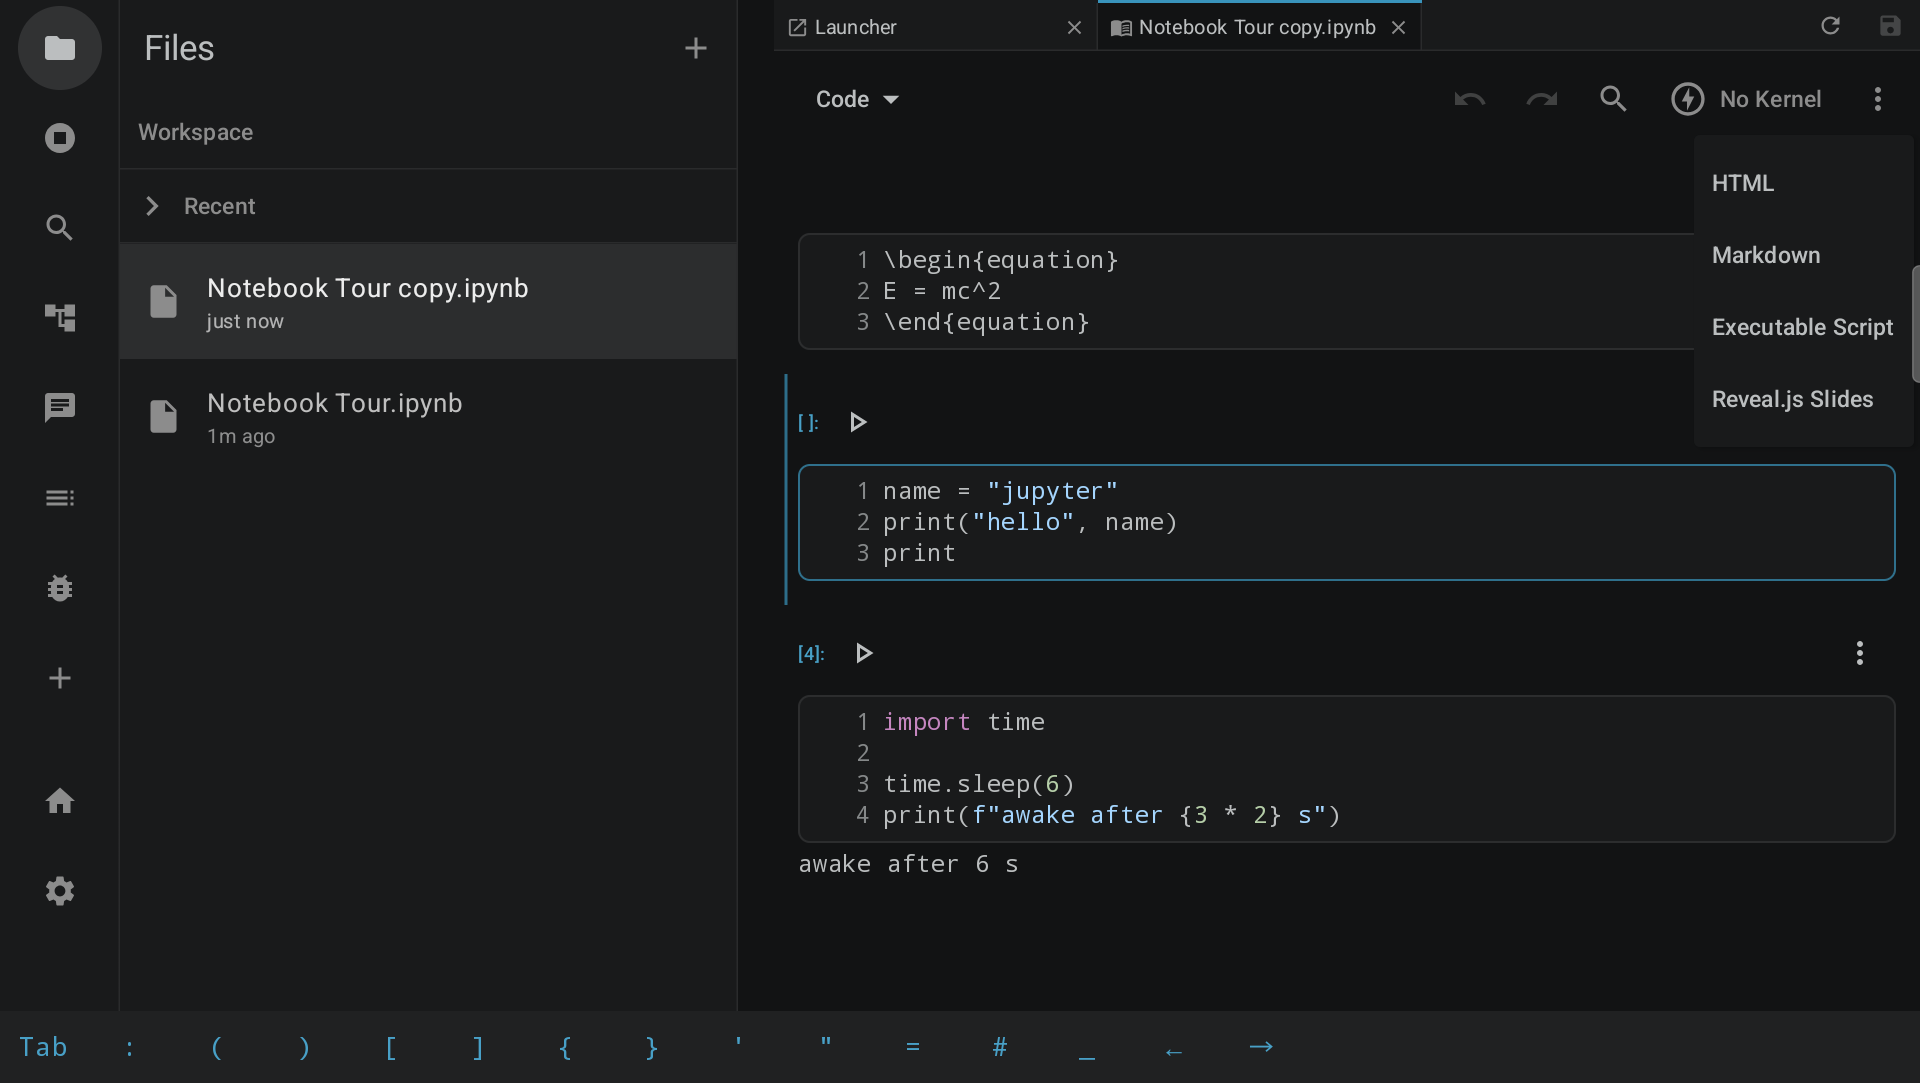 Files
Workspace
Recent
Notebook Tour copy.ipynb
just now
Notebook Tour.ipynb
1m ago
Launcher
Notebook Tour copy.ipynb
Code
No Kernel
HTML
Markdown
Executable Script
Reveal.js Slides
1 \begin{equation}
2 E = mc^2
3 \end{equation}
[ ]:
1 name = "jupyter"
2 print("hello", name)
3 print
[4]:
1 import time
2
3 time.sleep(6)
4 print(f"awake after {3 * 2} s")
awake after 6 s
Tab : ( ) [ ] { } ' " = # _ ← →